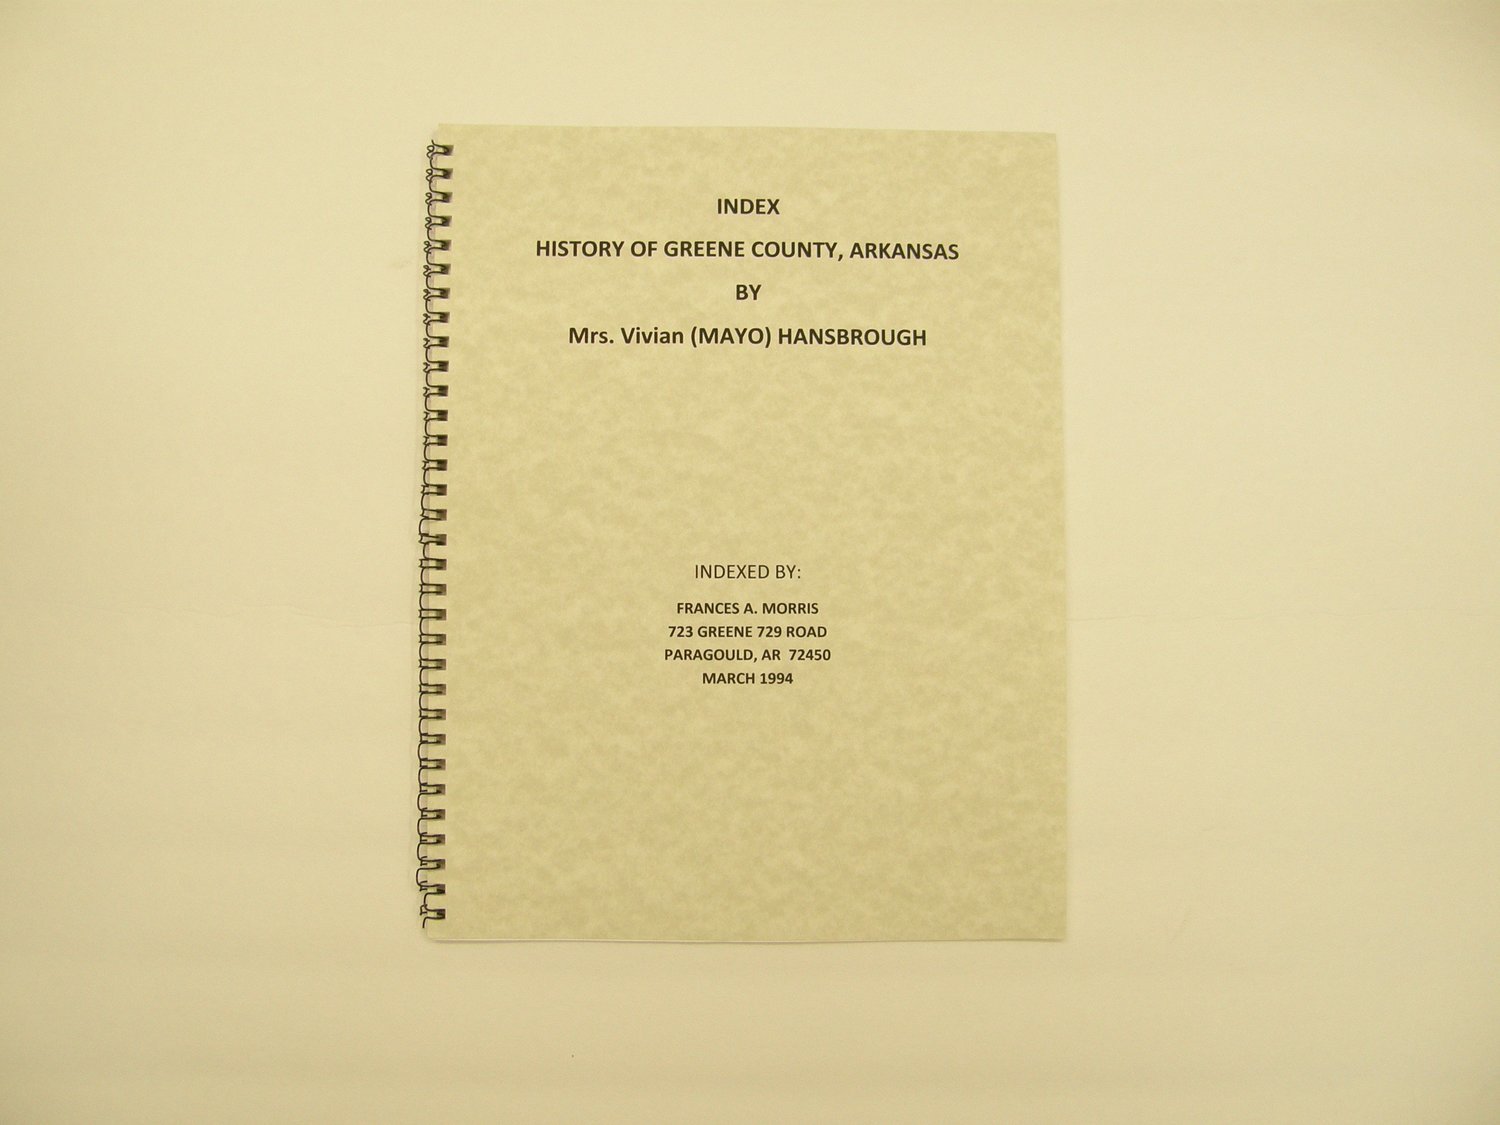 INDEX
HISTORY OF GREENE COUNTY, ARKANSAS
BY
Mrs. Vivian (MAYO) HANSBROUGH
INDEXED BY:
FRANCES A. MORRIS
723 GREENE 729 ROAD
PARAGOULD, AR  72450
MARCH 1994